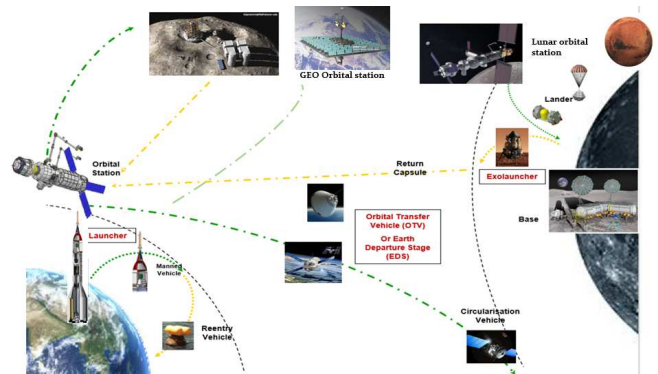 GEO Orbital station
Lunar orbital
station
Lander
Orbital
Station
Return
Capsule
Exolauncher
Base
Launcher
Orbital Transfer
Vehicle (OTV)
Or Earth
Departure Stage
(EDS)
Manned
Vehicle
Reentry
Vehicle
Circularisation
Vehicle